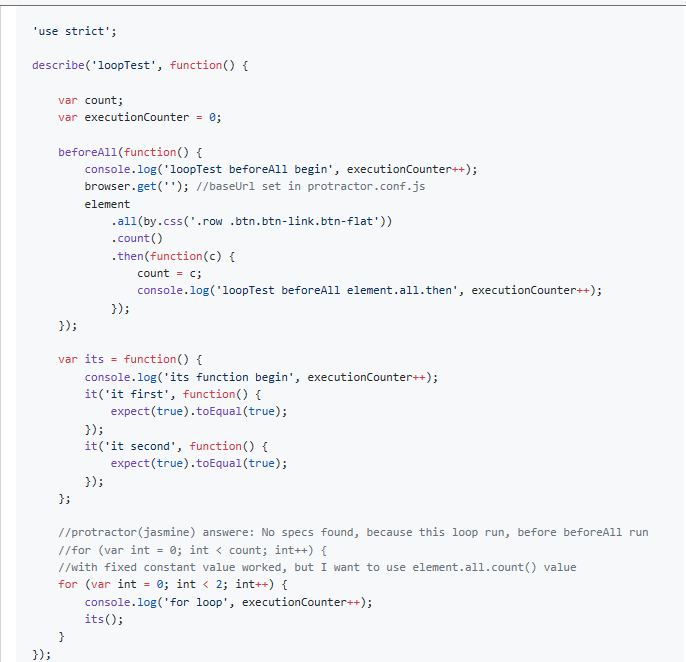 'use strict';
describe('loopTest', function() {
var count;
var executionCounter = 0;
beforeAll(function() {
console.log('loopTest beforeAll begin', executionCounter++);
browser.get(''); //baseUrl set in protractor.conf.js
element
.all(by.css('.row .btn.btn-link.btn-flat'))
.count()
.then(function(c) {
count = c;
console.log('loopTest beforeAll element.all.then', executionCounter++);
});
});
var its = function() {
console.log('its function begin', executionCounter++);
it('it first', function() {
expect(true).toEqual(true);
});
it('it second', function() {
expect(true).toEqual(true);
});
};
//protractor(jasmine) answere: No specs found, because this loop run, before beforeAll run
//for (var int = 0; int < count; int++) {
//with fixed constant value worked, but I want to use element.all.count() value
for (var int = 0; int < 2; int++) {
console.log('for loop', executionCounter++);
its();
}
});